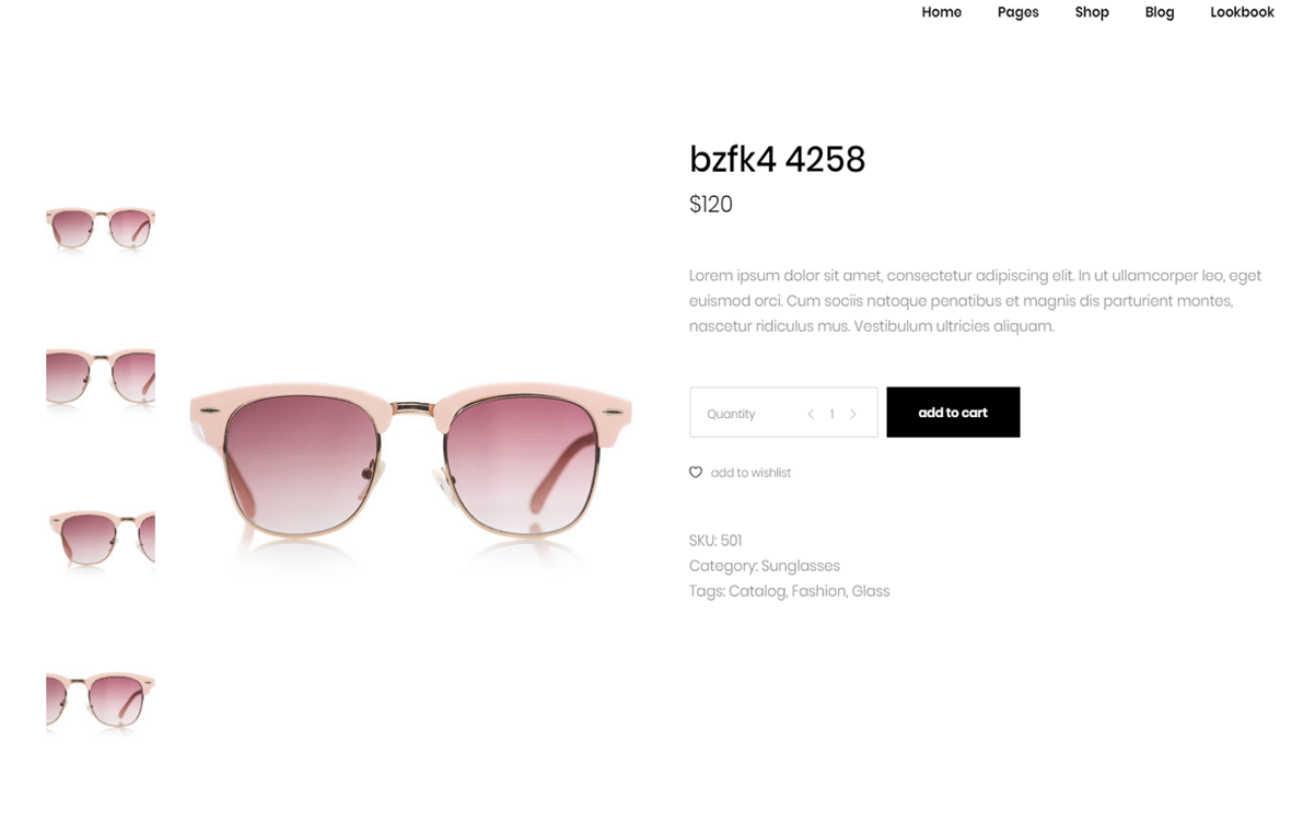 Home Pages Shop Blog Lookbook
bzfk4 4258
$120
Lorem ipsum dolor sit amet, consectetur adipiscing elit. In ut ullamcorper leo, eget
euismod orci. Cum sociis natoque penatibus et magnis dis parturient montes,
nascetur ridiculus mus. Vestibulum ultricies aliquam.
Quantity 1 add to cart
add to wishlist
SKU: 501
Category: Sunglasses
Tags: Catalog, Fashion, Glass